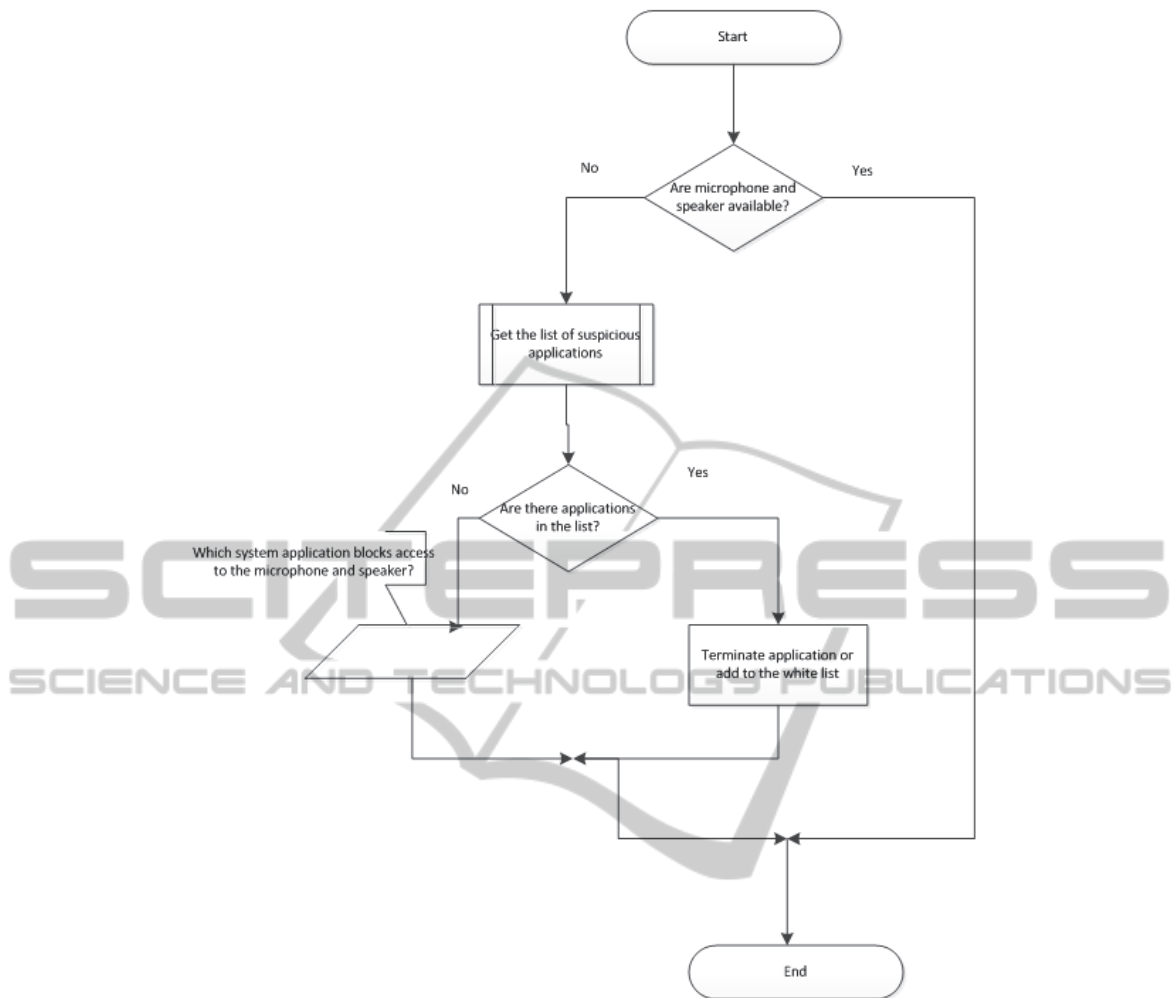 Start
No
Yes
Are microphone and
speaker available?
Get the list of suspicious
applications
No
Yes
Are there applications
in the list?
Which system application blocks access
to the microphone and speaker?
Terminate application or
add to the white list
End
SCITEPRESS
SCIENCE AND TECHNOLOGY PUBLICATIONS